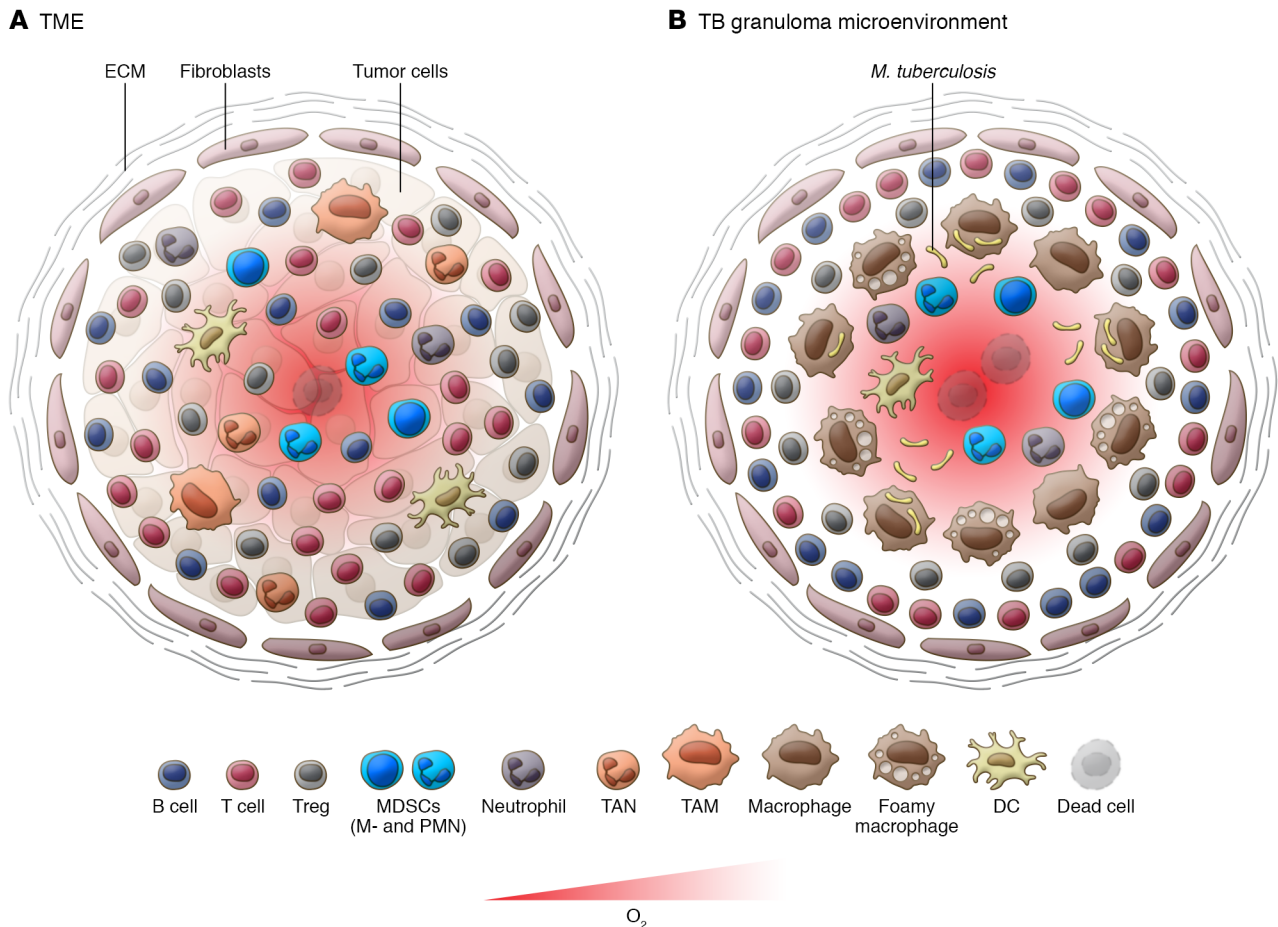 A TME
B TB granuloma microenvironment
ECM
Fibroblasts
Tumor cells
M. tuberculosis
B cell
T cell
Treg
MDSCs
(M- and PMN)
Neutrophil
TAN
TAM
Macrophage
Foamy
macrophage
DC
Dead cell
O₂